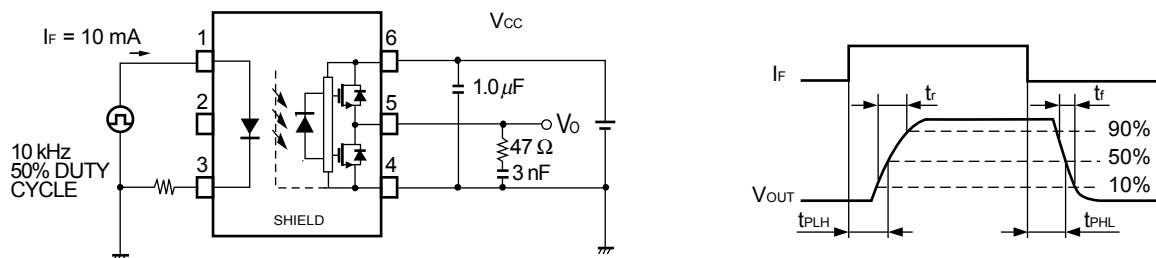 IF = 10 mA
1
2
3
10 kHz
50% DUTY
CYCLE
SHIELD
6
5
4
VCC
1.0 μF
VO
47 Ω
3 nF
IF
tr
tf
90%
50%
10%
VOUT
tPLH
tPHL